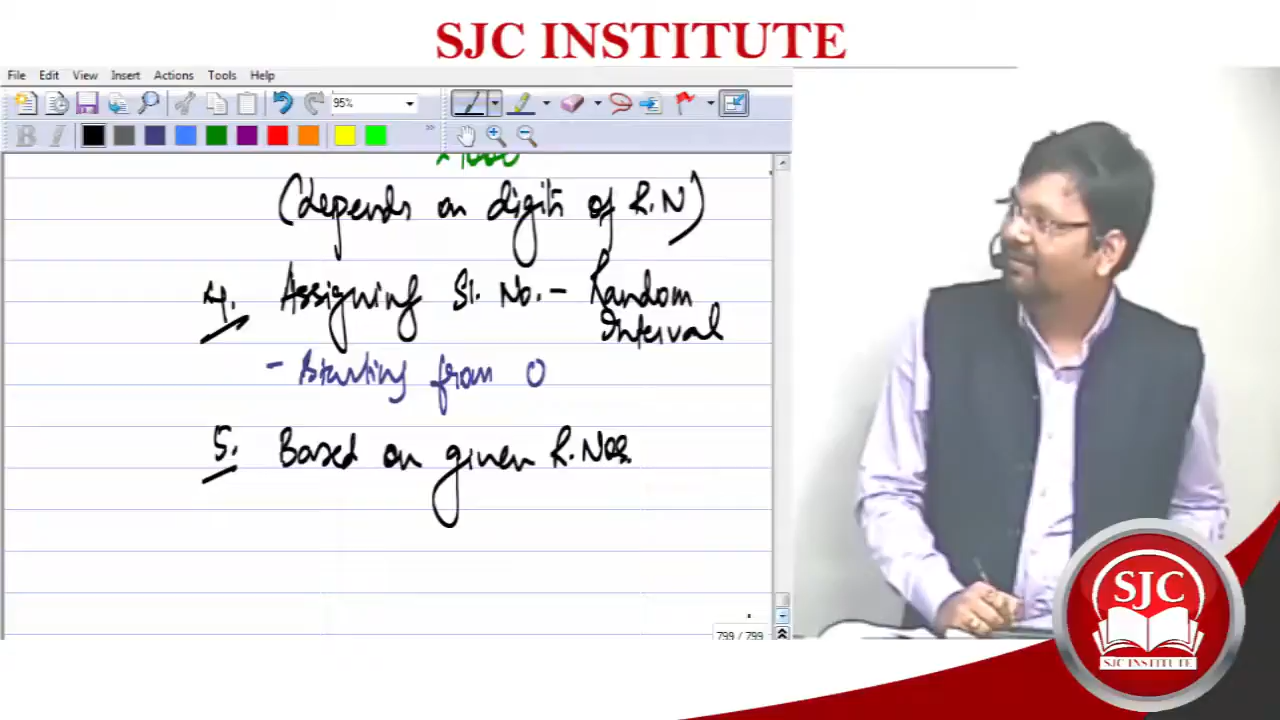 SJC INSTITUTE
File Edit View Insert Actions Tools Help
95%
B I
(depends on digits of R.N)
4. Assigning Sl. No. - Random
Interval
- Starting from 0
5. Based on given R.Nos.
799 / 799
SJC
SJC INSTITUTE